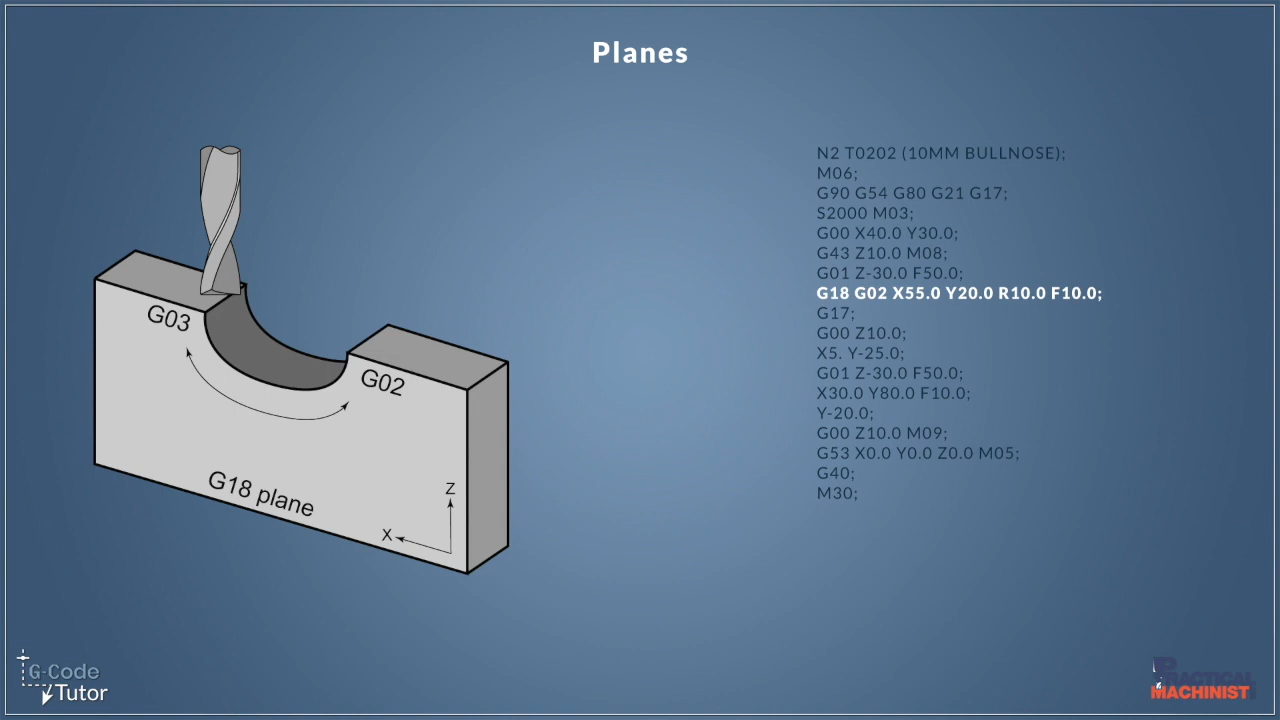 Planes
N2 T0202 (10MM BULLNOSE);
M06;
G90 G54 G80 G21 G17;
S2000 M03;
G00 X40.0 Y30.0;
G43 Z10.0 M08;
G01 Z-30.0 F50.0;
G18 G02 X55.0 Y20.0 R10.0 F10.0;
G17;
G00 Z10.0;
X5. Y-25.0;
G01 Z-30.0 F50.0;
X30.0 Y80.0 F10.0;
Y-20.0;
G00 Z10.0 M09;
G53 X0.0 Y0.0 Z0.0 M05;
G40;
M30;
G03
G02
G18 plane
Z
X
G-Code
Tutor
PRACTICAL
MACHINIST